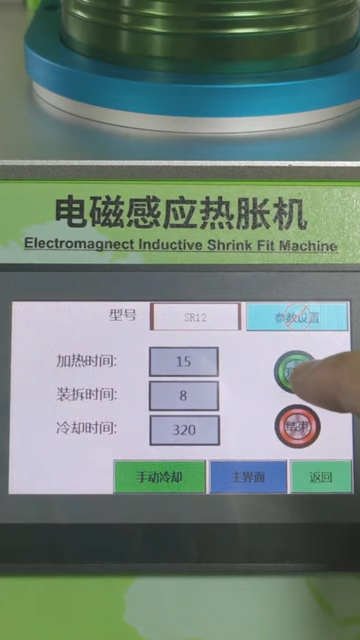 电磁感应热胀机
Electromagnect Inductive Shrink Fit Machine
型号 SR12 参数设置
加热时间: 15
装拆时间: 8
冷却时间: 320 结束
手动冷却 主界面 返回